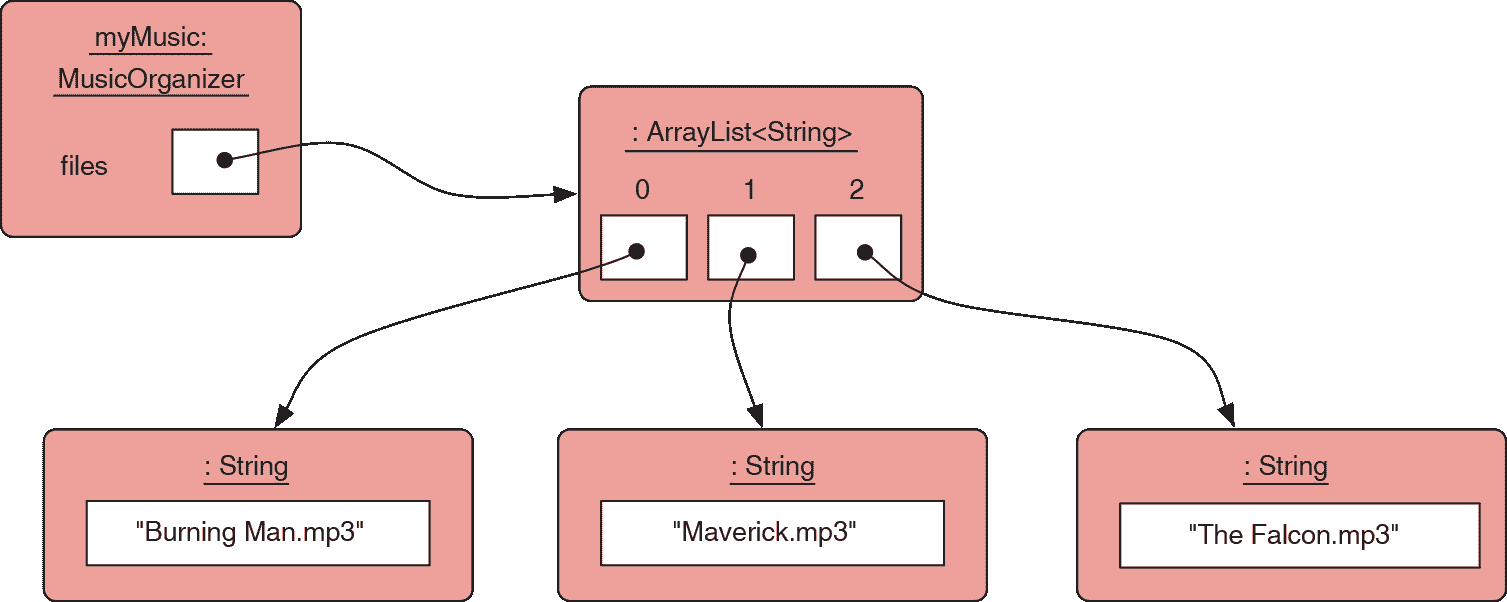 myMusic:
MusicOrganizer
files
: ArrayList<String>
0 1 2
: String
"Burning Man.mp3"
: String
"Maverick.mp3"
: String
"The Falcon.mp3"